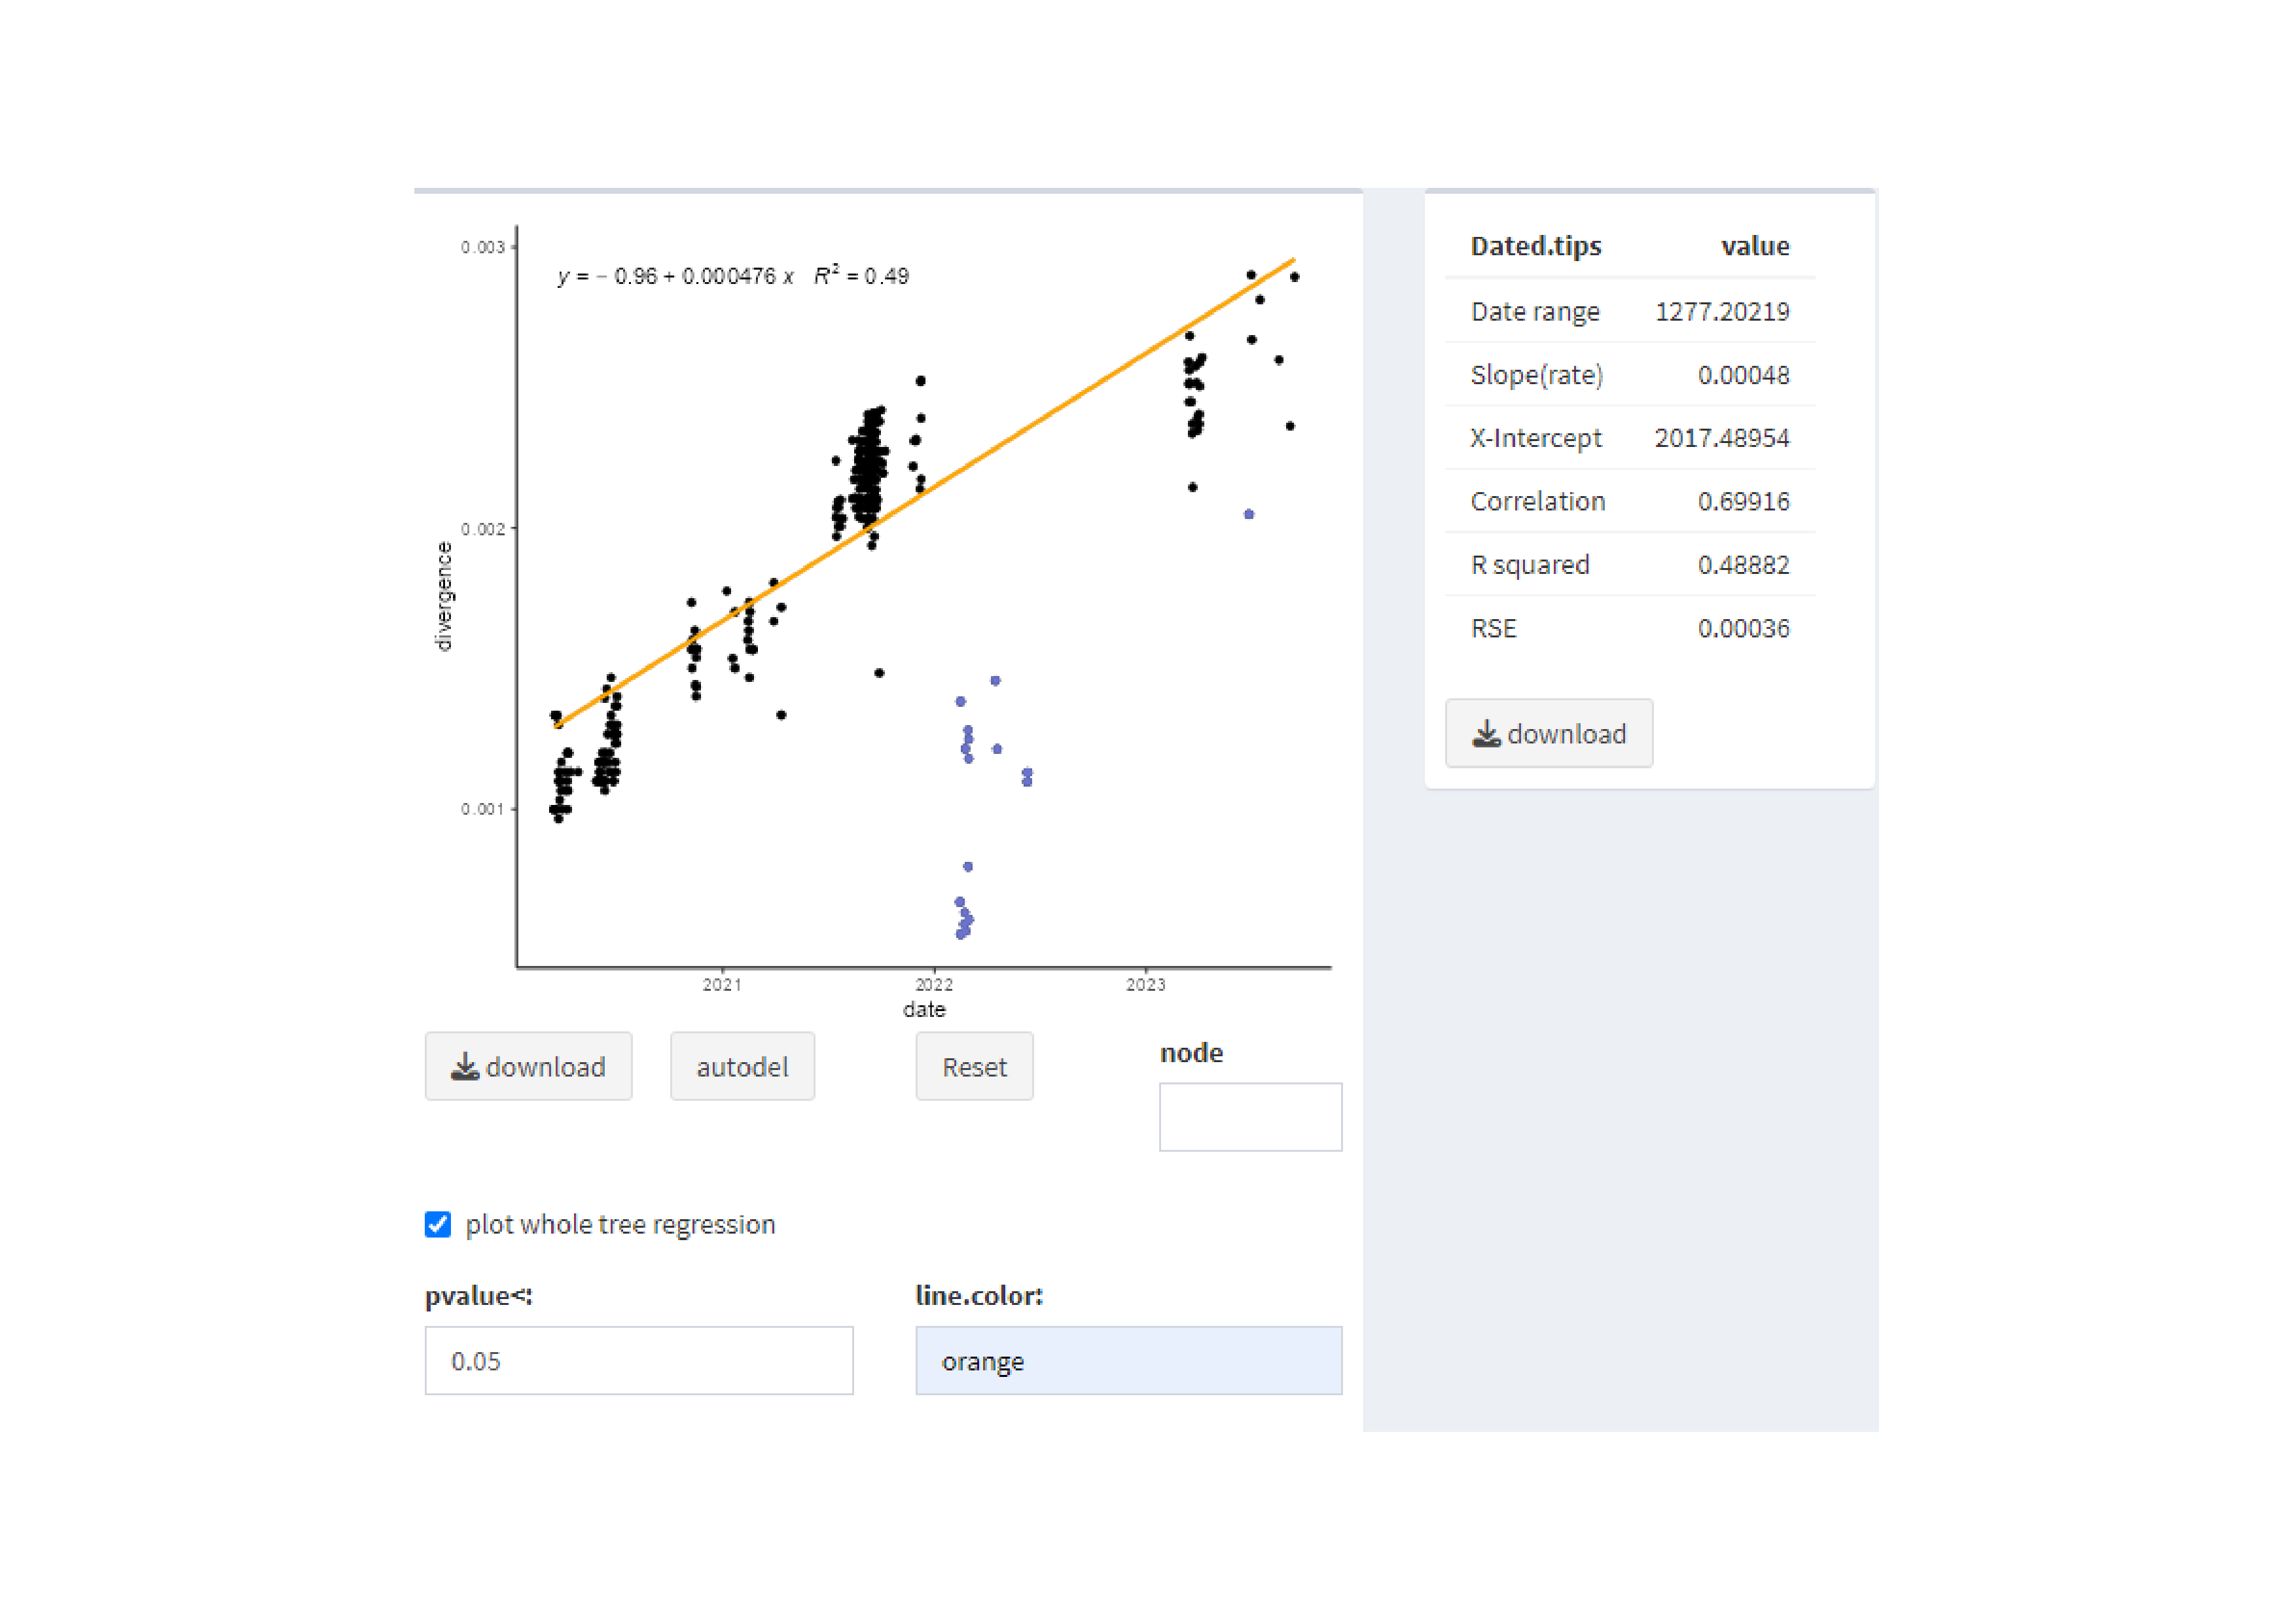 0.003
y = − 0.96 + 0.000476 x R² = 0.49
0.002
divergence
0.001
2021 2022 2023
date
Dated.tips value
Date range 1277.20219
Slope(rate) 0.00048
X-Intercept 2017.48954
Correlation 0.69916
R squared 0.48882
RSE 0.00036
download
download autodel Reset node
plot whole tree regression
pvalue<: line.color:
0.05 orange